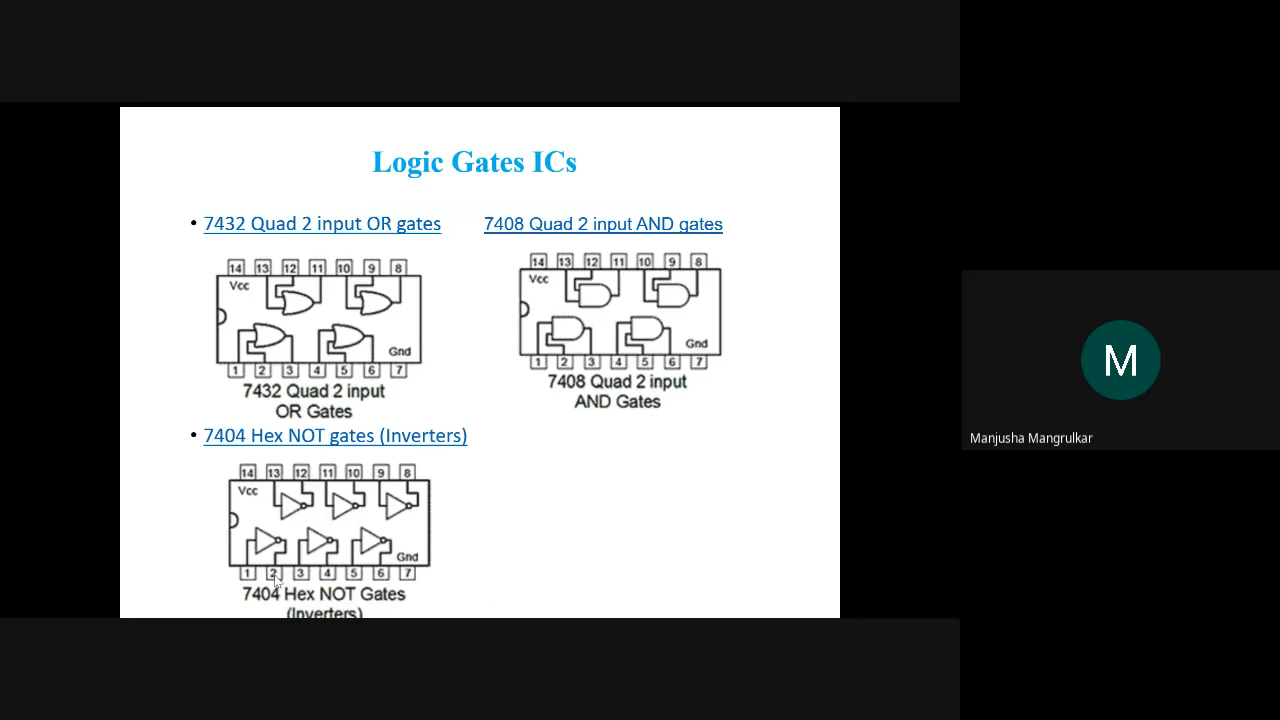 Logic Gates ICs
• 7432 Quad 2 input OR gates
7408 Quad 2 input AND gates
14 13 12 11 10 9 8
Vcc
Gnd
1 2 3 4 5 6 7
7432 Quad 2 input
OR Gates
14 13 12 11 10 9 8
Vcc
Gnd
1 2 3 4 5 6 7
7408 Quad 2 input
AND Gates
• 7404 Hex NOT gates (Inverters)
14 13 12 11 10 9 8
Vcc
Gnd
1 2 3 4 5 6 7
7404 Hex NOT Gates
(Inverters)
M
Manjusha Mangrulkar